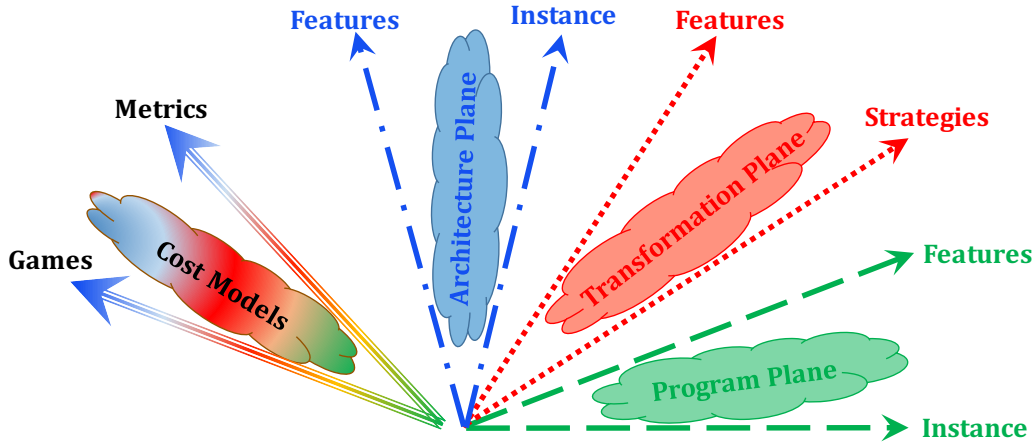 Features
Instance
Features
Metrics
Strategies
Architecture Plane
Transformation Plane
Cost Models
Games
Features
Program Plane
Instance